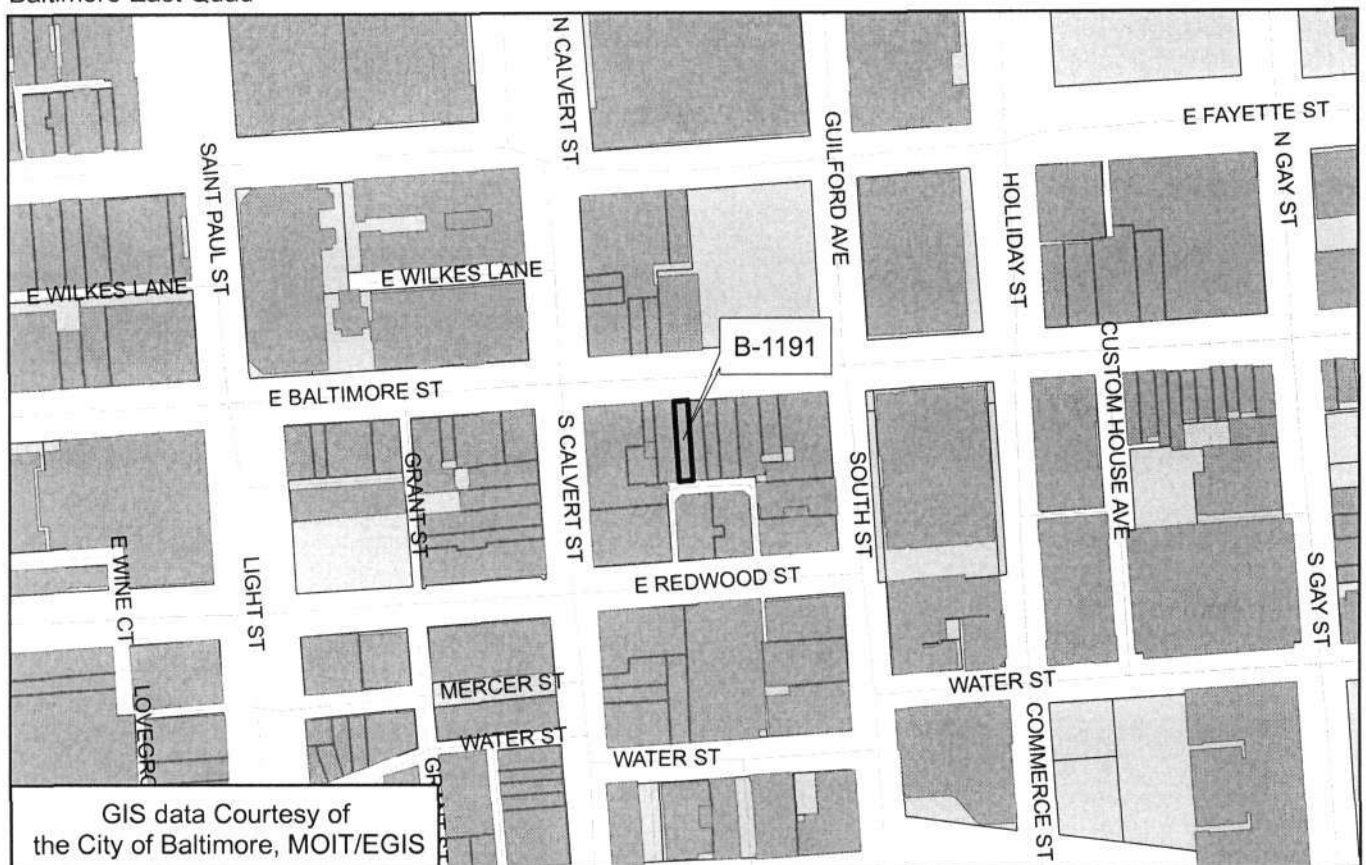 Baltimore East Quad
N CALVERT ST
E FAYETTE ST
SAINT PAUL ST
GUILFORD AVE
HOLLIDAY ST
N GAY ST
E WILKES LANE
E WILKES LANE
CUSTOM HOUSE AVE
B-1191
E BALTIMORE ST
S CALVERT ST
GRANT ST
SOUTH ST
E WINE CT
LIGHT ST
E REDWOOD ST
S GAY ST
MERCER ST
WATER ST
LOVEGRO
WATER ST
WATER ST
COMMERCE ST
GRANT ST
GIS data Courtesy of
the City of Baltimore, MOIT/EGIS